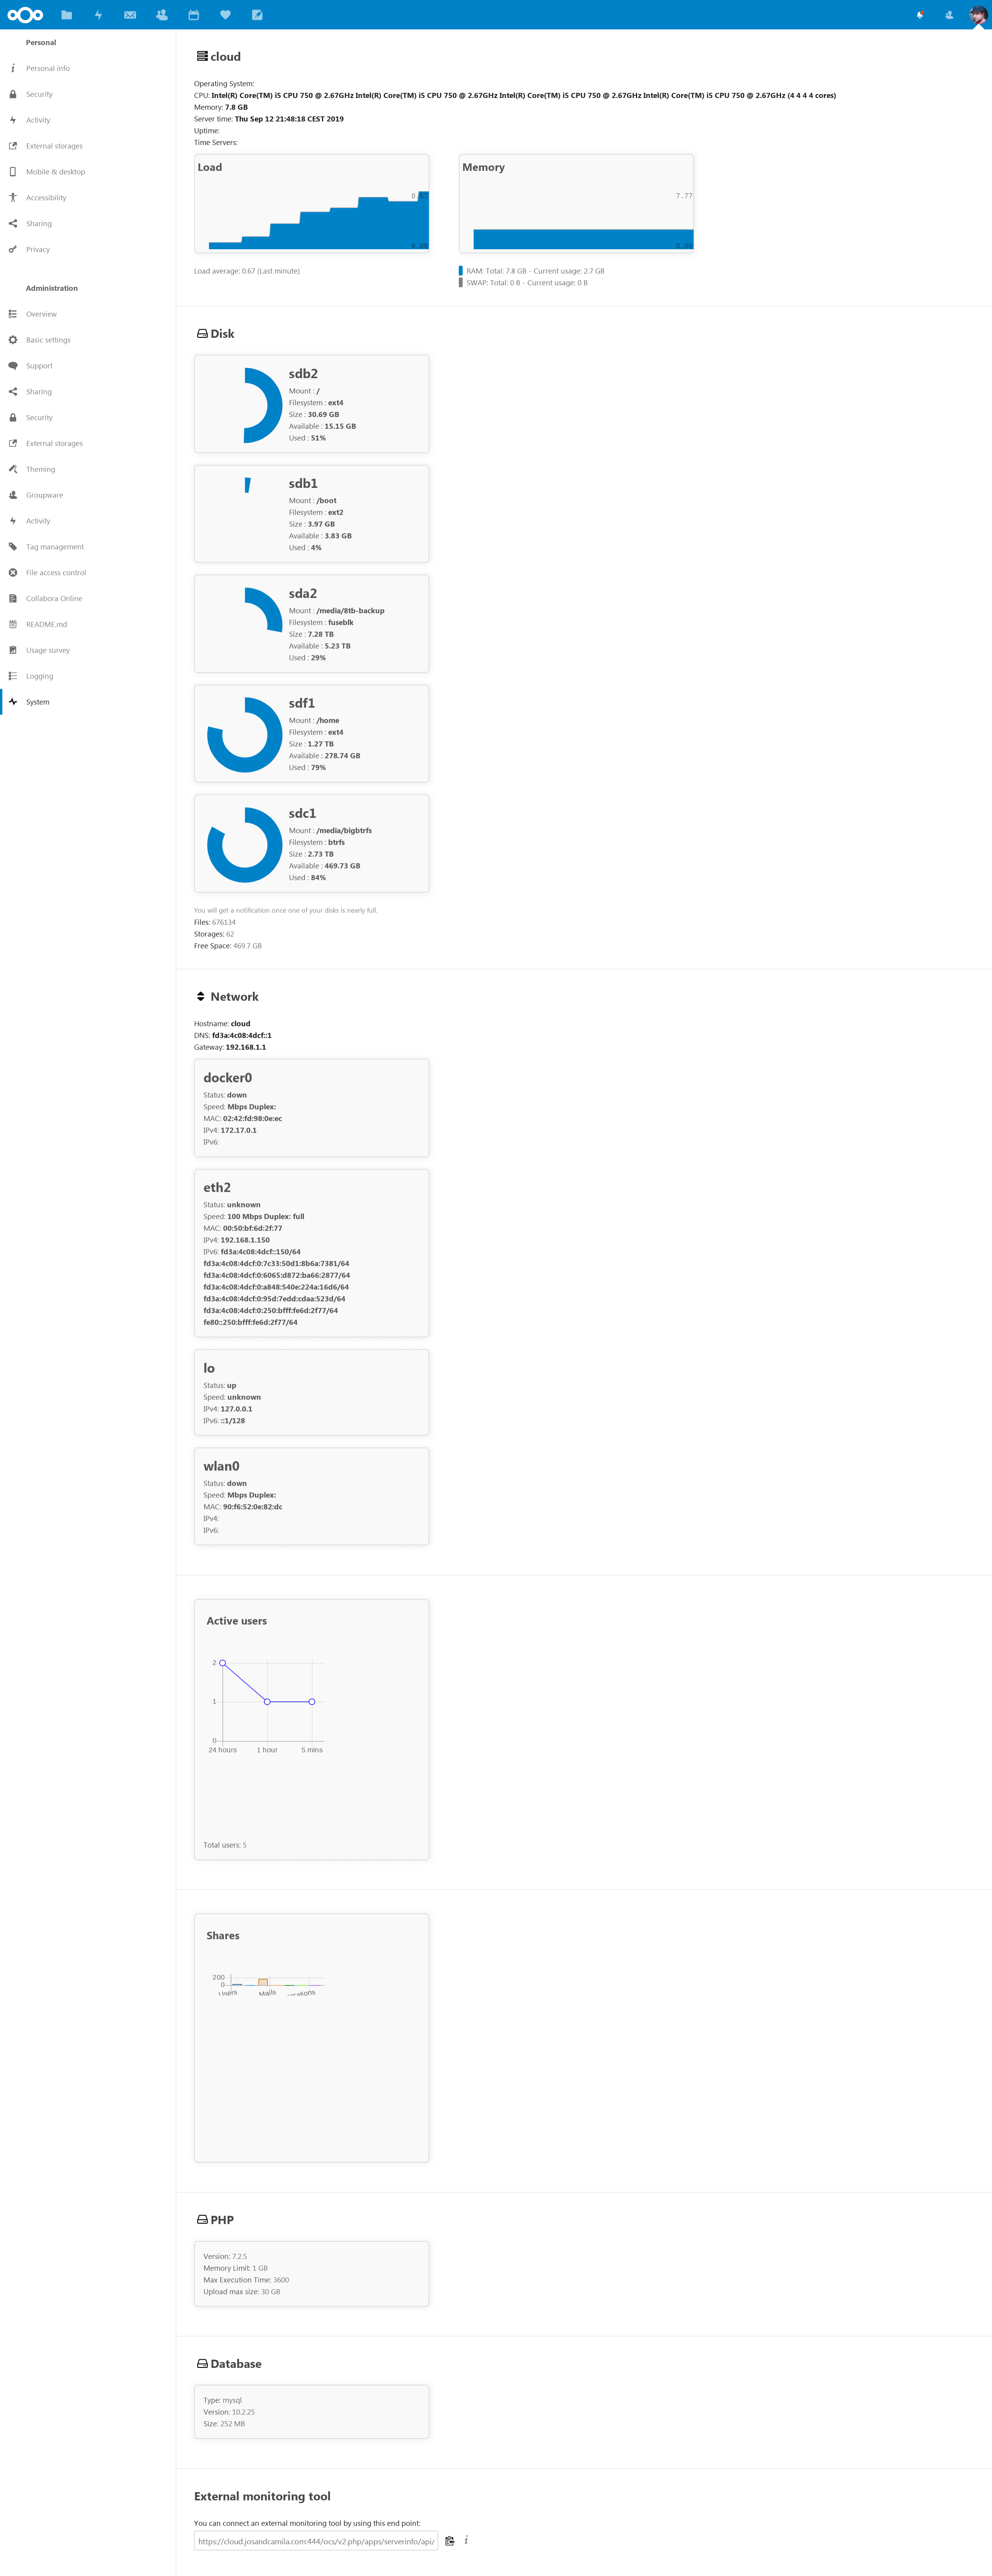 Personal
Personal info
Security
Activity
External storages
Mobile & desktop
Accessibility
Sharing
Privacy
Administration
Overview
Basic settings
Support
Sharing
Security
External storages
Theming
Groupware
Activity
Tag management
File access control
Collabora Online
README.md
Usage survey
Logging
System
cloud
Operating System:
CPU: Intel(R) Core(TM) i5 CPU 750 @ 2.67GHz Intel(R) Core(TM) i5 CPU 750 @ 2.67GHz Intel(R) Core(TM) i5 CPU 750 @ 2.67GHz Intel(R) Core(TM) i5 CPU 750 @ 2.67GHz (4 4 4 4 cores)
Memory: 7.8 GB
Server time: Thu Sep 12 21:48:18 CEST 2019
Uptime:
Time Servers:
Load
0.67
0.00
Load average: 0.67 (Last minute)
Memory
7.77
0.00
RAM: Total: 7.8 GB - Current usage: 2.7 GB
SWAP: Total: 0 B - Current usage: 0 B
Disk
sdb2
Mount : /
Filesystem : ext4
Size : 30.69 GB
Available : 15.15 GB
Used : 51%
sdb1
Mount : /boot
Filesystem : ext2
Size : 3.97 GB
Available : 3.83 GB
Used : 4%
sda2
Mount : /media/8tb-backup
Filesystem : fuseblk
Size : 7.28 TB
Available : 5.23 TB
Used : 29%
sdf1
Mount : /home
Filesystem : ext4
Size : 1.27 TB
Available : 278.74 GB
Used : 79%
sdc1
Mount : /media/bigbtrfs
Filesystem : btrfs
Size : 2.73 TB
Available : 469.73 GB
Used : 84%
You will get a notification once one of your disks is nearly full.
Files: 676134
Storages: 62
Free Space: 469.7 GB
Network
Hostname: cloud
DNS: fd3a:4c08:4dcf::1
Gateway: 192.168.1.1
docker0
Status: down
Speed: Mbps Duplex:
MAC: 02:42:fd:98:0e:ec
IPv4: 172.17.0.1
IPv6:
eth2
Status: unknown
Speed: 100 Mbps Duplex: full
MAC: 00:50:bf:6d:2f:77
IPv4: 192.168.1.150
IPv6: fd3a:4c08:4dcf::150/64
fd3a:4c08:4dcf:0:7c33:50d1:8b6a:7381/64
fd3a:4c08:4dcf:0:6065:d872:ba66:2877/64
fd3a:4c08:4dcf:0:a848:540e:224a:16d6/64
fd3a:4c08:4dcf:0:95d:7edd:cdaa:523d/64
fd3a:4c08:4dcf:0:250:bfff:fe6d:2f77/64
fe80::250:bfff:fe6d:2f77/64
lo
Status: up
Speed: unknown
IPv4: 127.0.0.1
IPv6: ::1/128
wlan0
Status: down
Speed: Mbps Duplex:
MAC: 90:f6:52:0e:82:dc
IPv4:
IPv6:
Active users
2
1
0
24 hours 1 hour 5 mins
Total users: 5
Shares
200
0
Users Mails
PHP
Version: 7.2.5
Memory Limit: 1 GB
Max Execution Time: 3600
Upload max size: 30 GB
Database
Type: mysql
Version: 10.2.25
Size: 252 MB
External monitoring tool
You can connect an external monitoring tool by using this end point:
https://cloud.josandcamila.com:444/ocs/v2.php/apps/serverinfo/api/